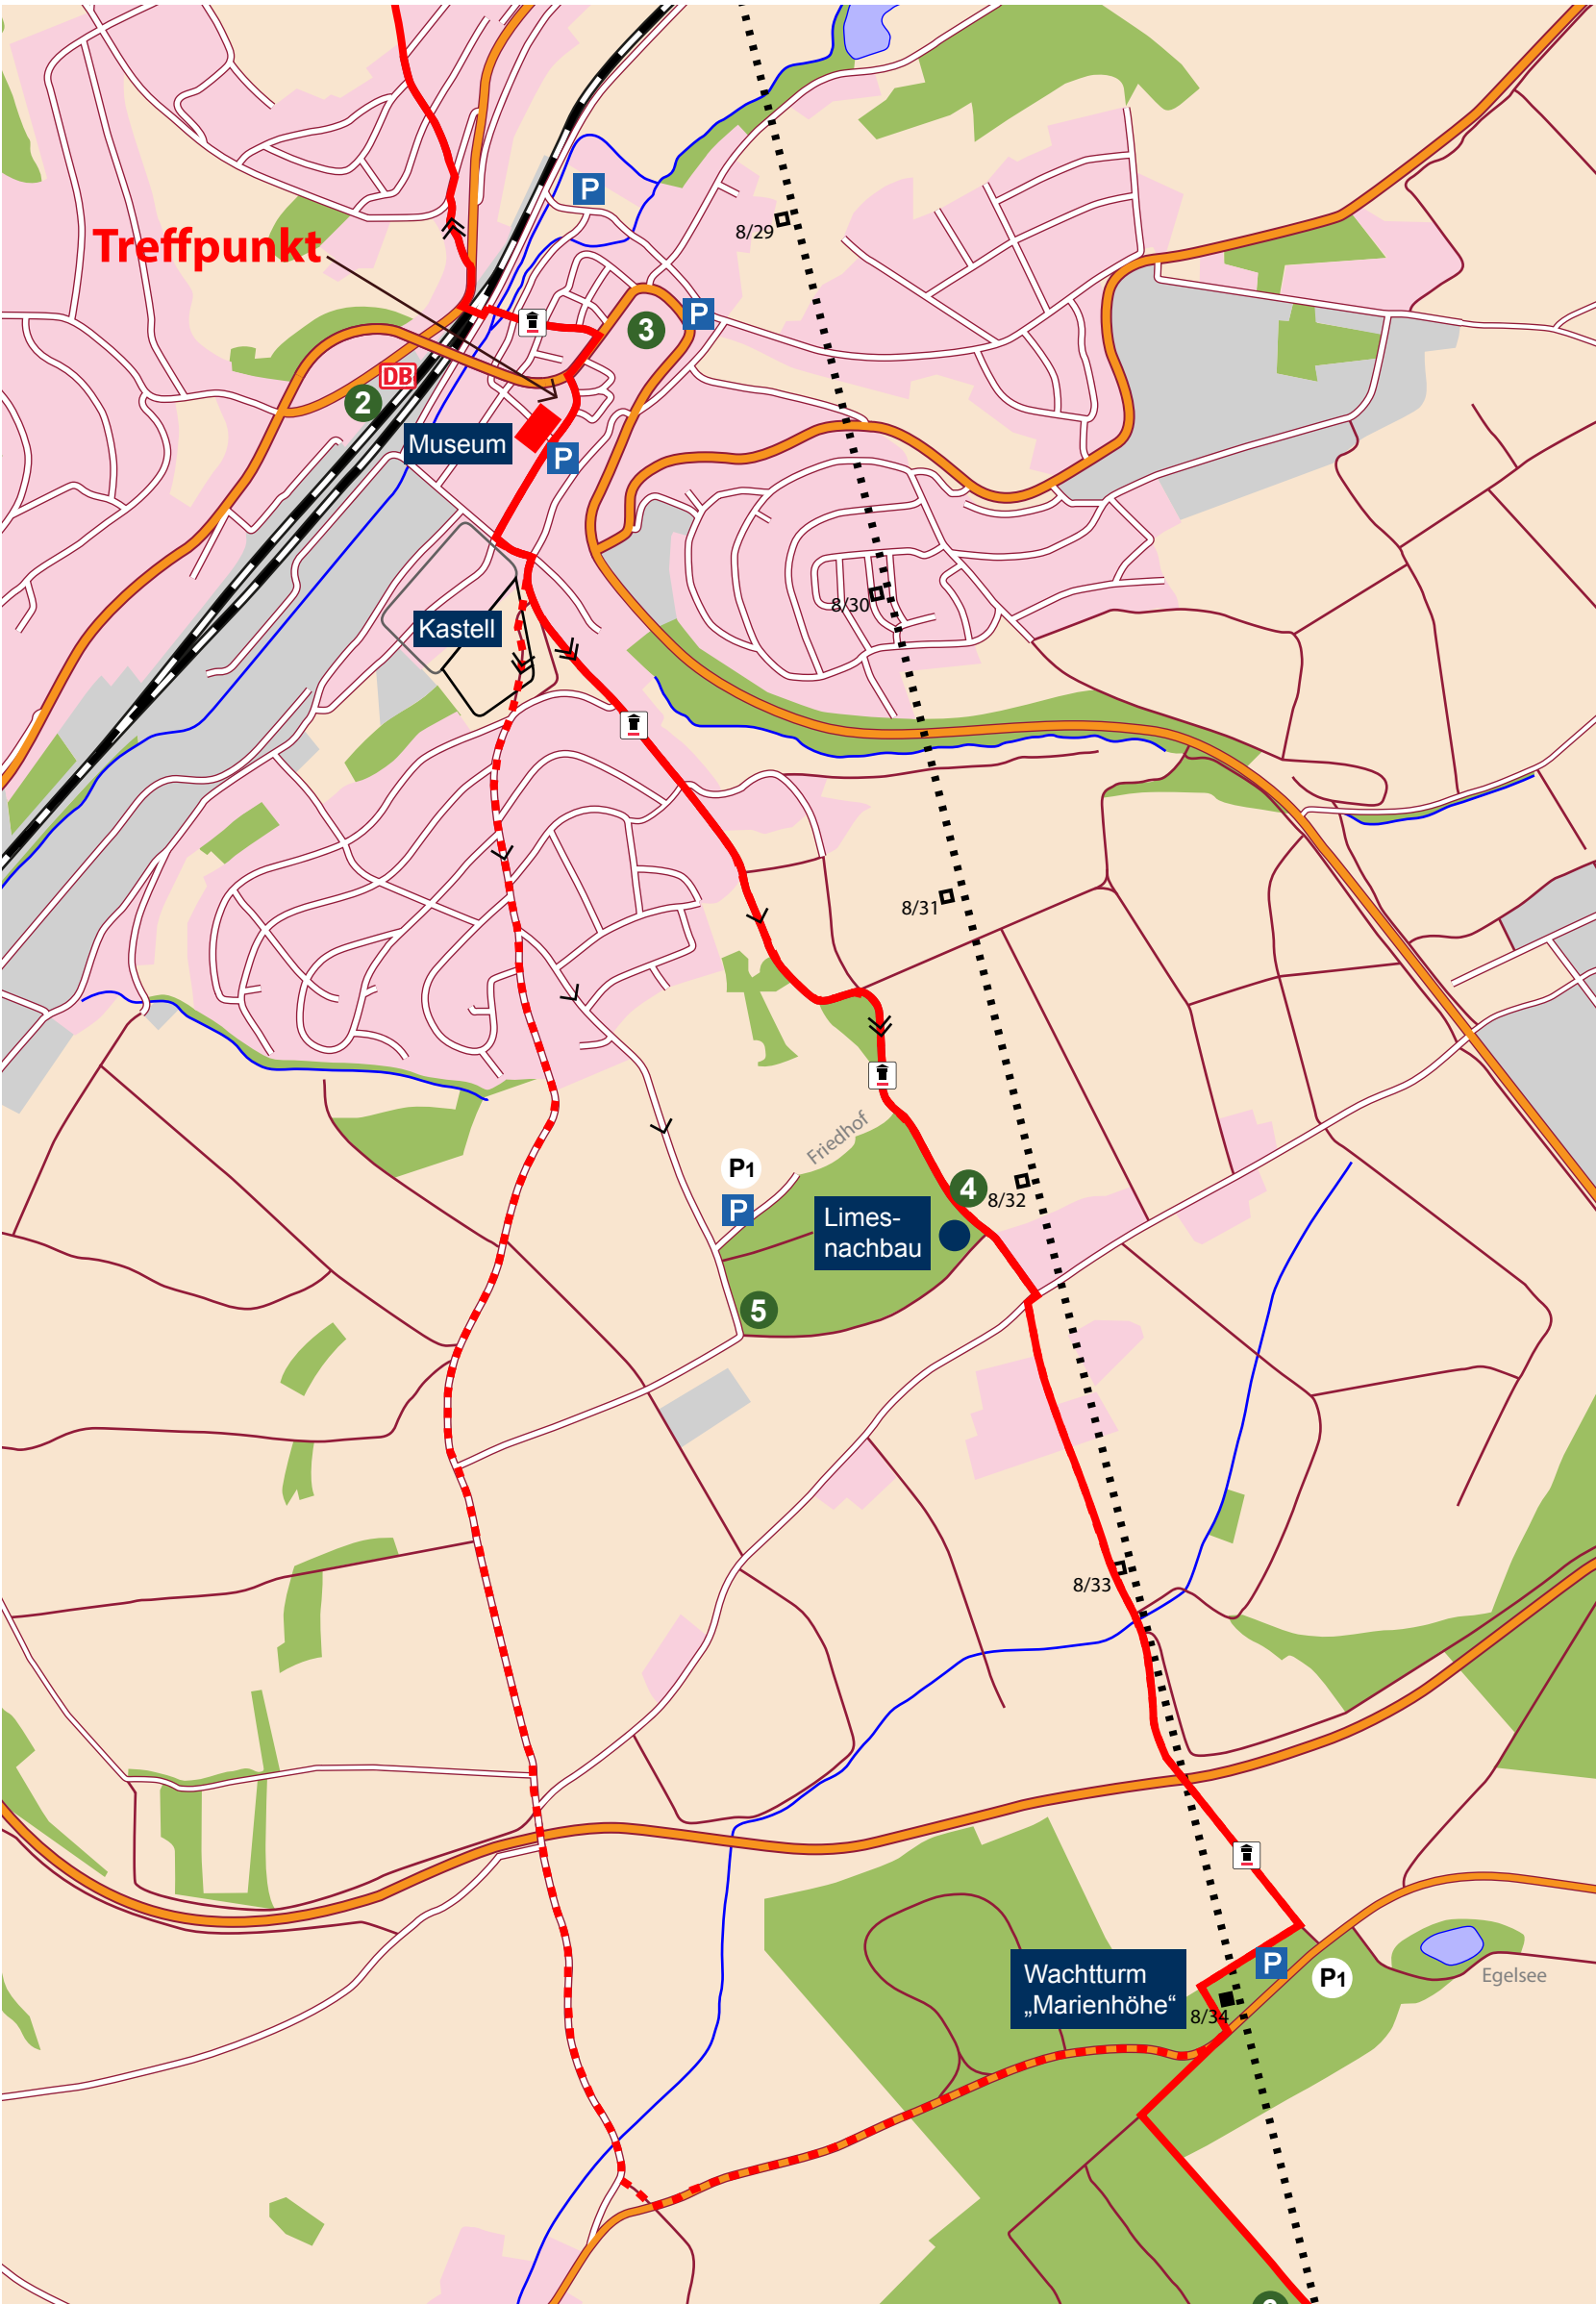 P
8/29
Treffpunkt
P
3
DB
2
Museum
P
8/30
Kastell
8/31
Friedhof
P1
P
4
8/32
Limes-
nachbau
5
8/33
Wachtturm
„Marienhöhe“
P
P1
Egelsee
8/34